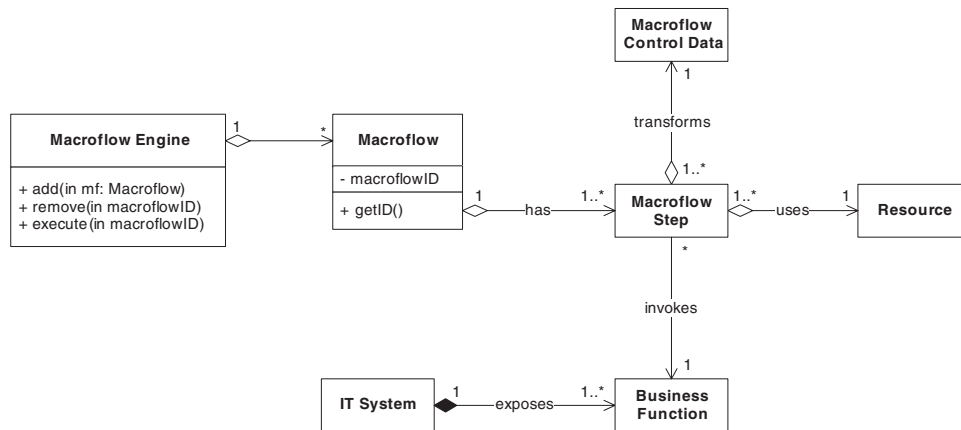 Macroflow
Control Data
1
transforms
1..*
Macroflow Engine
+ add(in mf: Macroflow)
+ remove(in macroflowID)
+ execute(in macroflowID)
1
*
Macroflow
- macroflowID
+ getID()
1
has
1..*
Macroflow
Step
1..*
uses
1
Resource
*
invokes
1
IT System
1
exposes
1..*
Business
Function